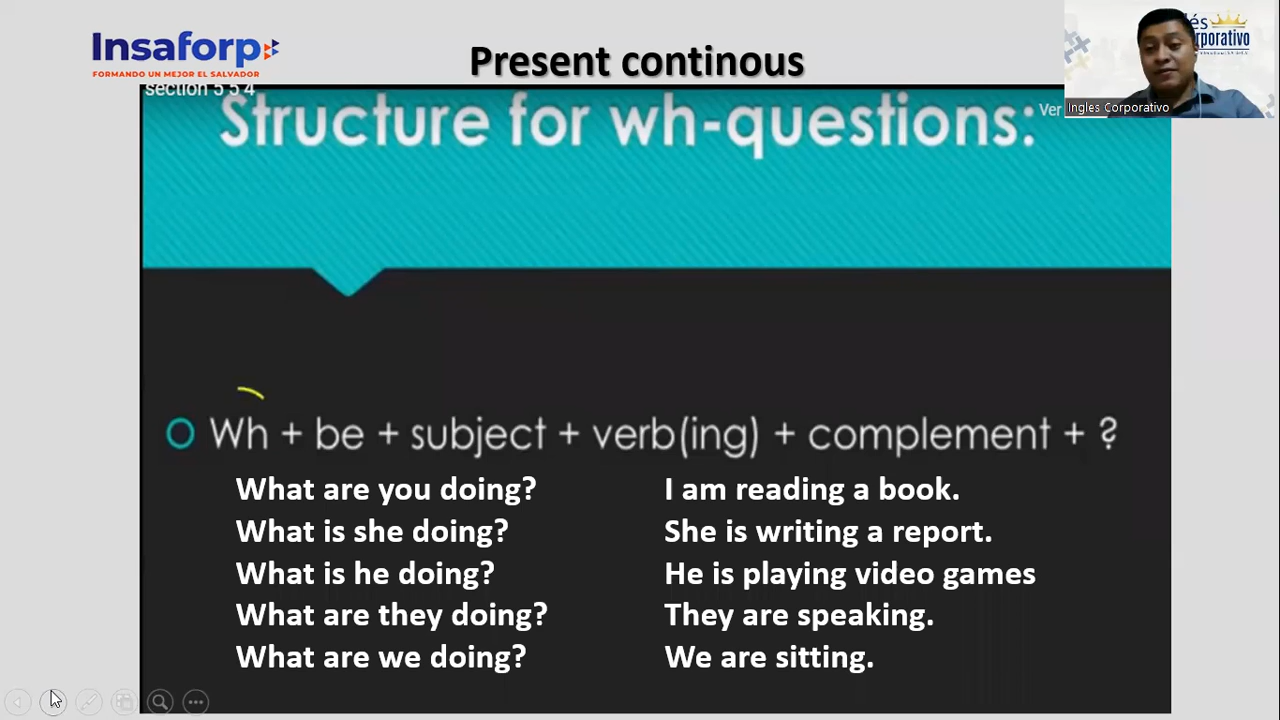 Insaforp
FORMANDO UN MEJOR EL SALVADOR
Present continous
és
orporativo
Ingles Corporativo
section 5 5 4
Ver
Structure for wh-questions:
Wh + be + subject + verb(ing) + complement + ?
What are you doing? I am reading a book.
What is she doing? She is writing a report.
What is he doing? He is playing video games
What are they doing? They are speaking.
What are we doing? We are sitting.